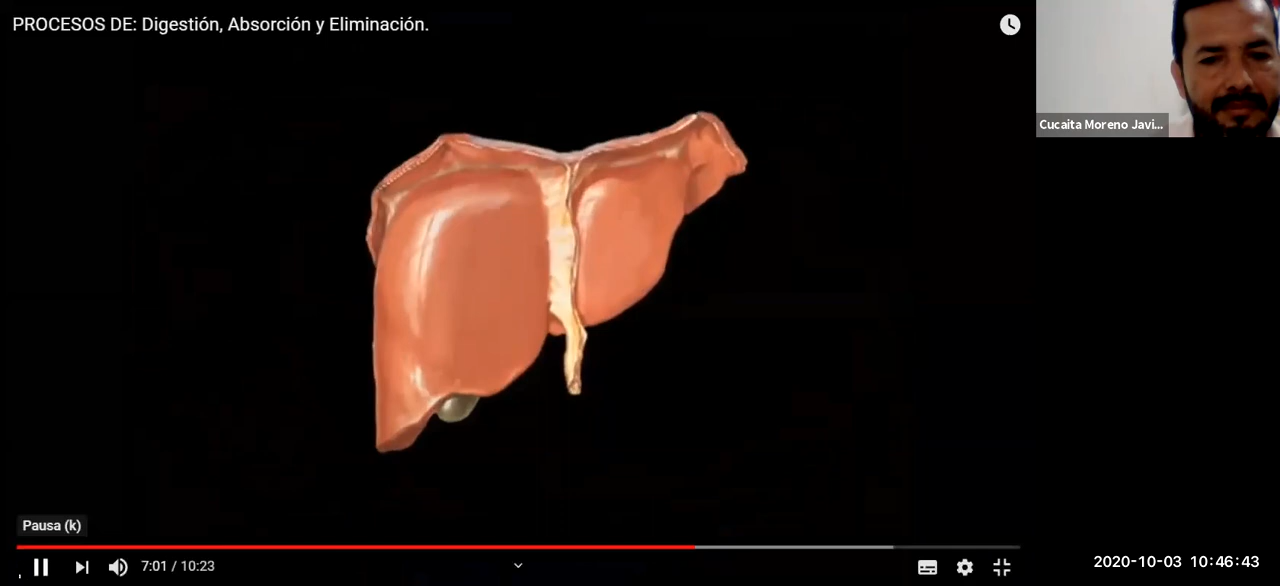 PROCESOS DE: Digestión, Absorción y Eliminación.
Cucaita Moreno Javi...
Pausa (k)
7:01 / 10:23
2020-10-03 10:46:43